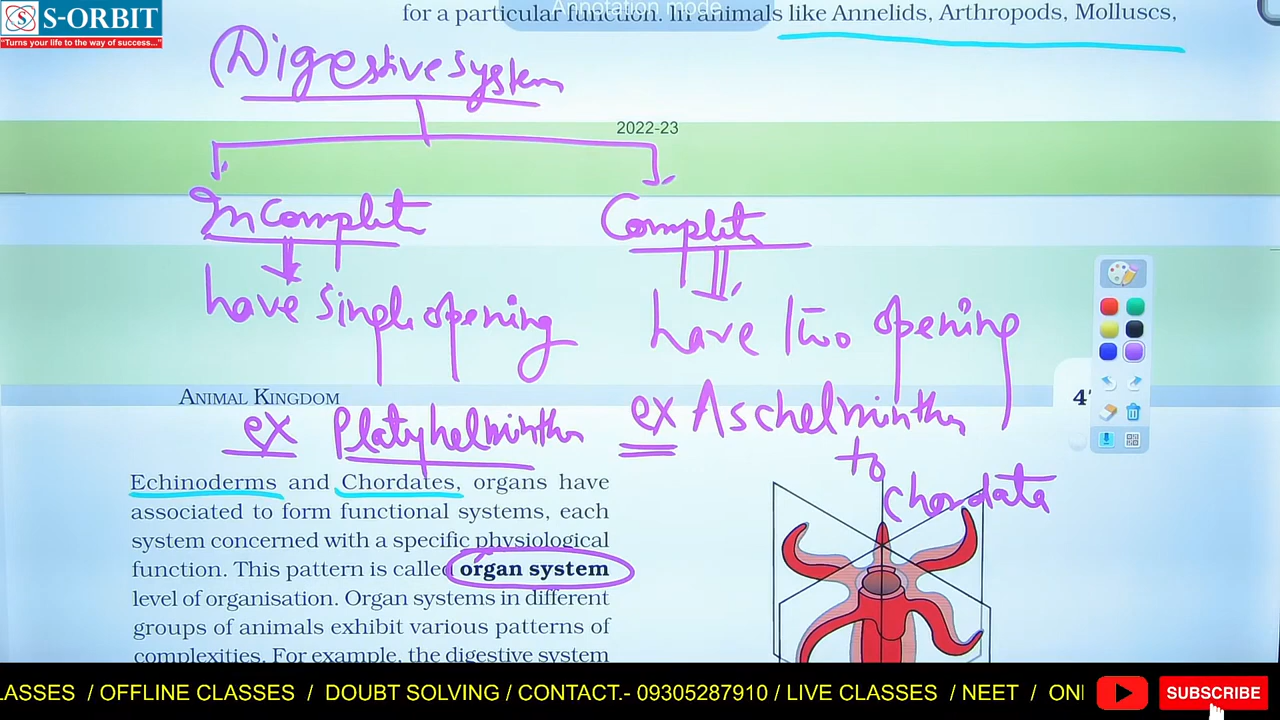 S-ORBIT
"Turns your life to the way of success..."
for a particular function. In animals like Annelids, Arthropods, Molluscs,
Annotation mode
Digestive system
2022-23
Incomplete
Complete
have single opening
have two opening
ANIMAL KINGDOM
47
ex Platyhelminthes
ex Aschelminthes
to
Chordata
Echinoderms and Chordates, organs have
associated to form functional systems, each
system concerned with a specific physiological
function. This pattern is called organ system
level of organisation. Organ systems in different
groups of animals exhibit various patterns of
complexities. For example, the digestive system
LASSES / OFFLINE CLASSES / DOUBT SOLVING / CONTACT.- 09305287910 / LIVE CLASSES / NEET / ONI
SUBSCRIBE